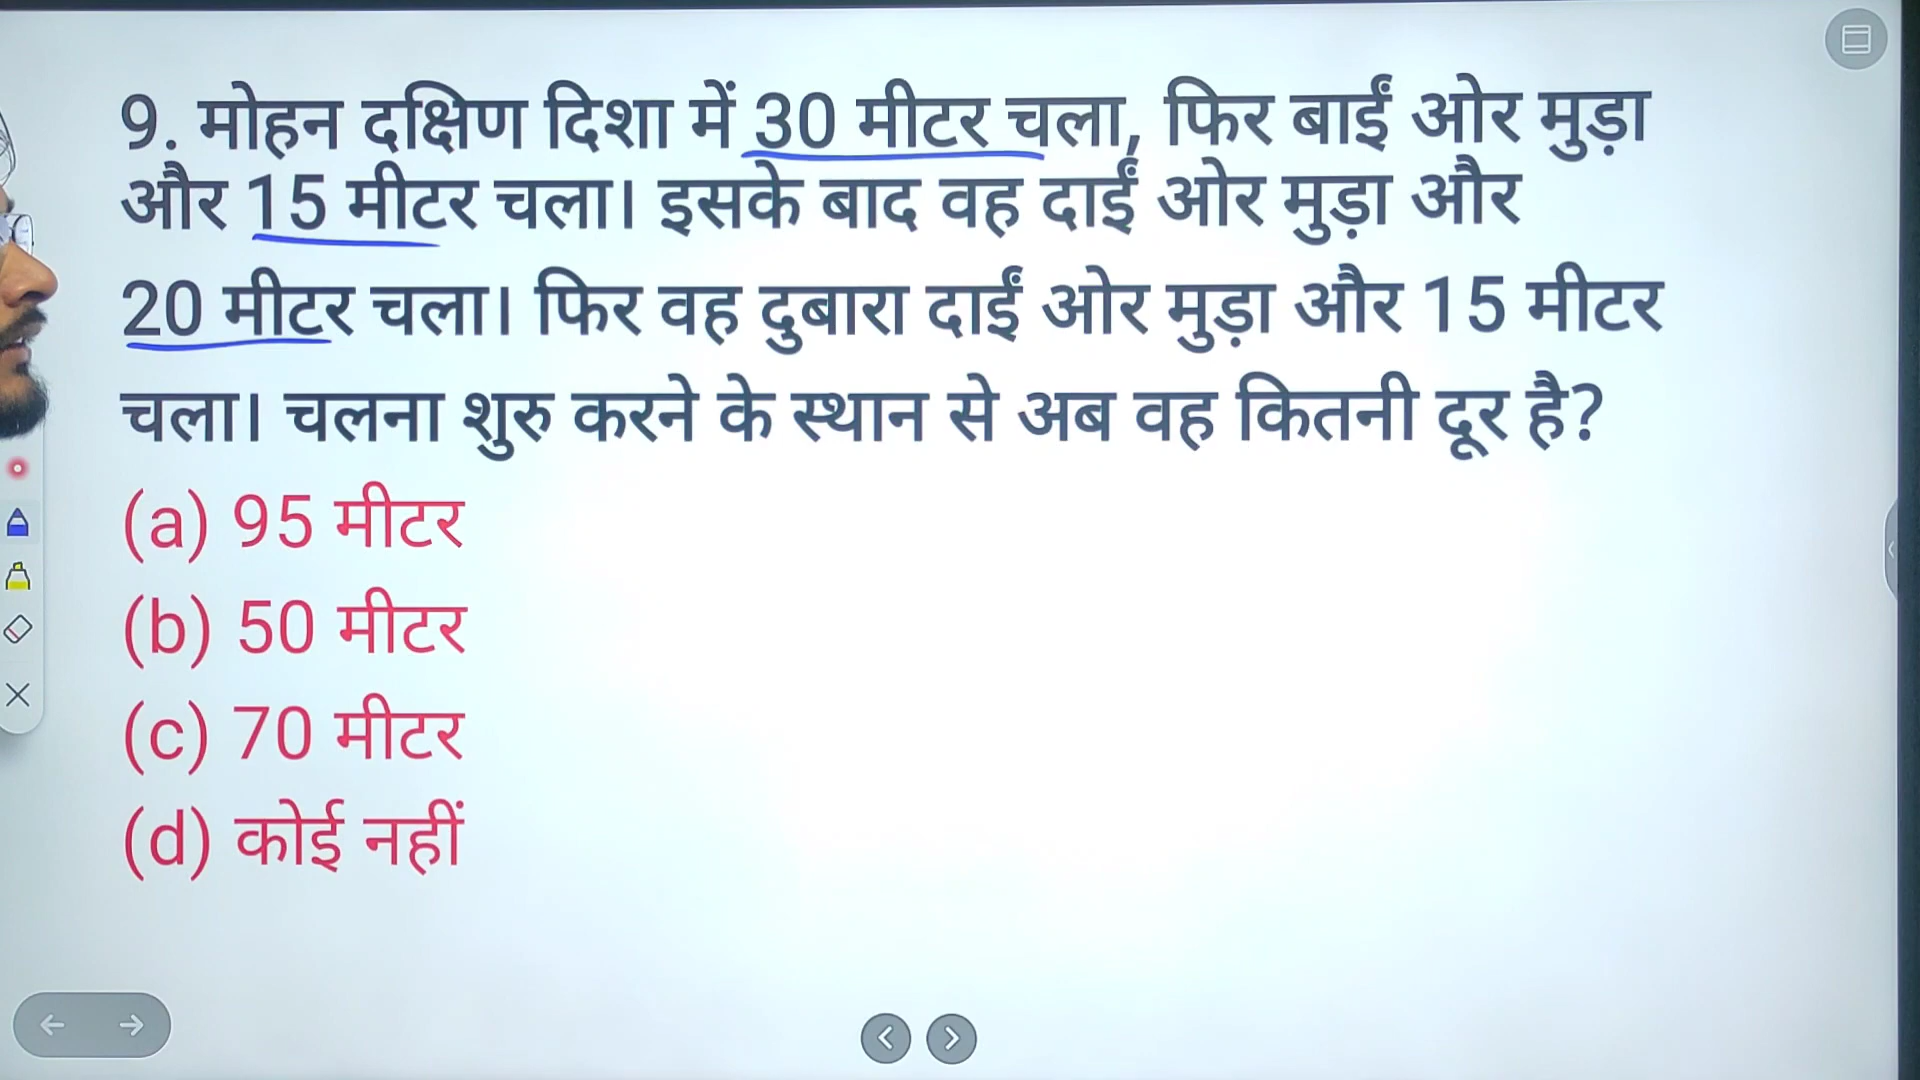 9. मोहन दक्षिण दिशा में 30 मीटर चला, फिर बाईं ओर मुड़ा
और 15 मीटर चला। इसके बाद वह दाईं ओर मुड़ा और
20 मीटर चला। फिर वह दुबारा दाईं ओर मुड़ा और 15 मीटर
चला। चलना शुरु करने के स्थान से अब वह कितनी दूर है?
(a) 95 मीटर
(b) 50 मीटर
(c) 70 मीटर
(d) कोई नहीं